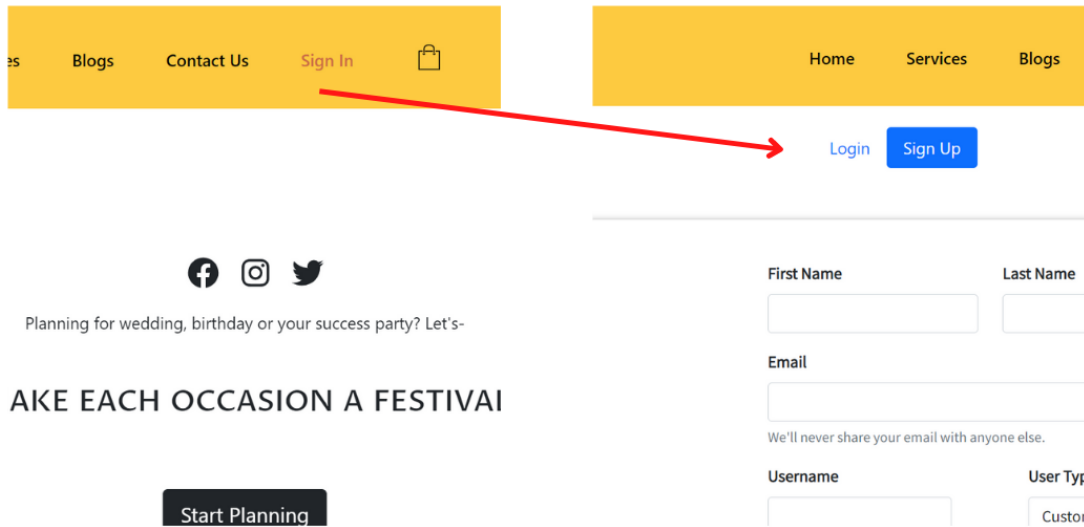 Blogs Contact Us Sign In
Planning for wedding, birthday or your success party? Let's-
AKE EACH OCCASION A FESTIVAL
Start Planning
Home Services Blogs
Login Sign Up
First Name Last Name
Email
We'll never share your email with anyone else.
Username User Typ
Custor